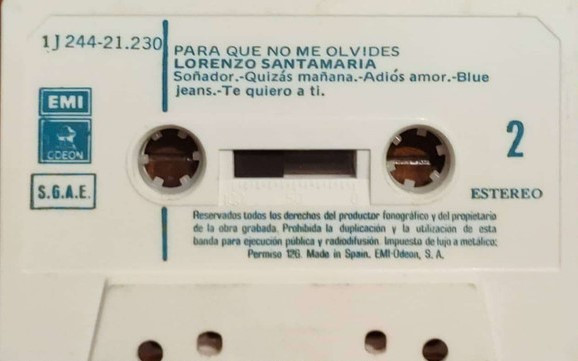 1J 244-21.230
PARA QUE NO ME OLVIDES
LORENZO SANTAMARIA
Soñador.-Quizás mañana.-Adiós amor.-Blue
jeans.-Te quiero a ti.
EMI
ODEON
S.G.A.E.
2
ESTEREO
Reservados todos los derechos del productor fonográfico y del propietario
de la obra grabada. Prohibida la duplicación y la utilización de esta
banda para ejecución pública y radiodifusión. Impuesto de lujo a metálico:
Permiso 126. Made in Spain. EMI-Odeon, S. A.